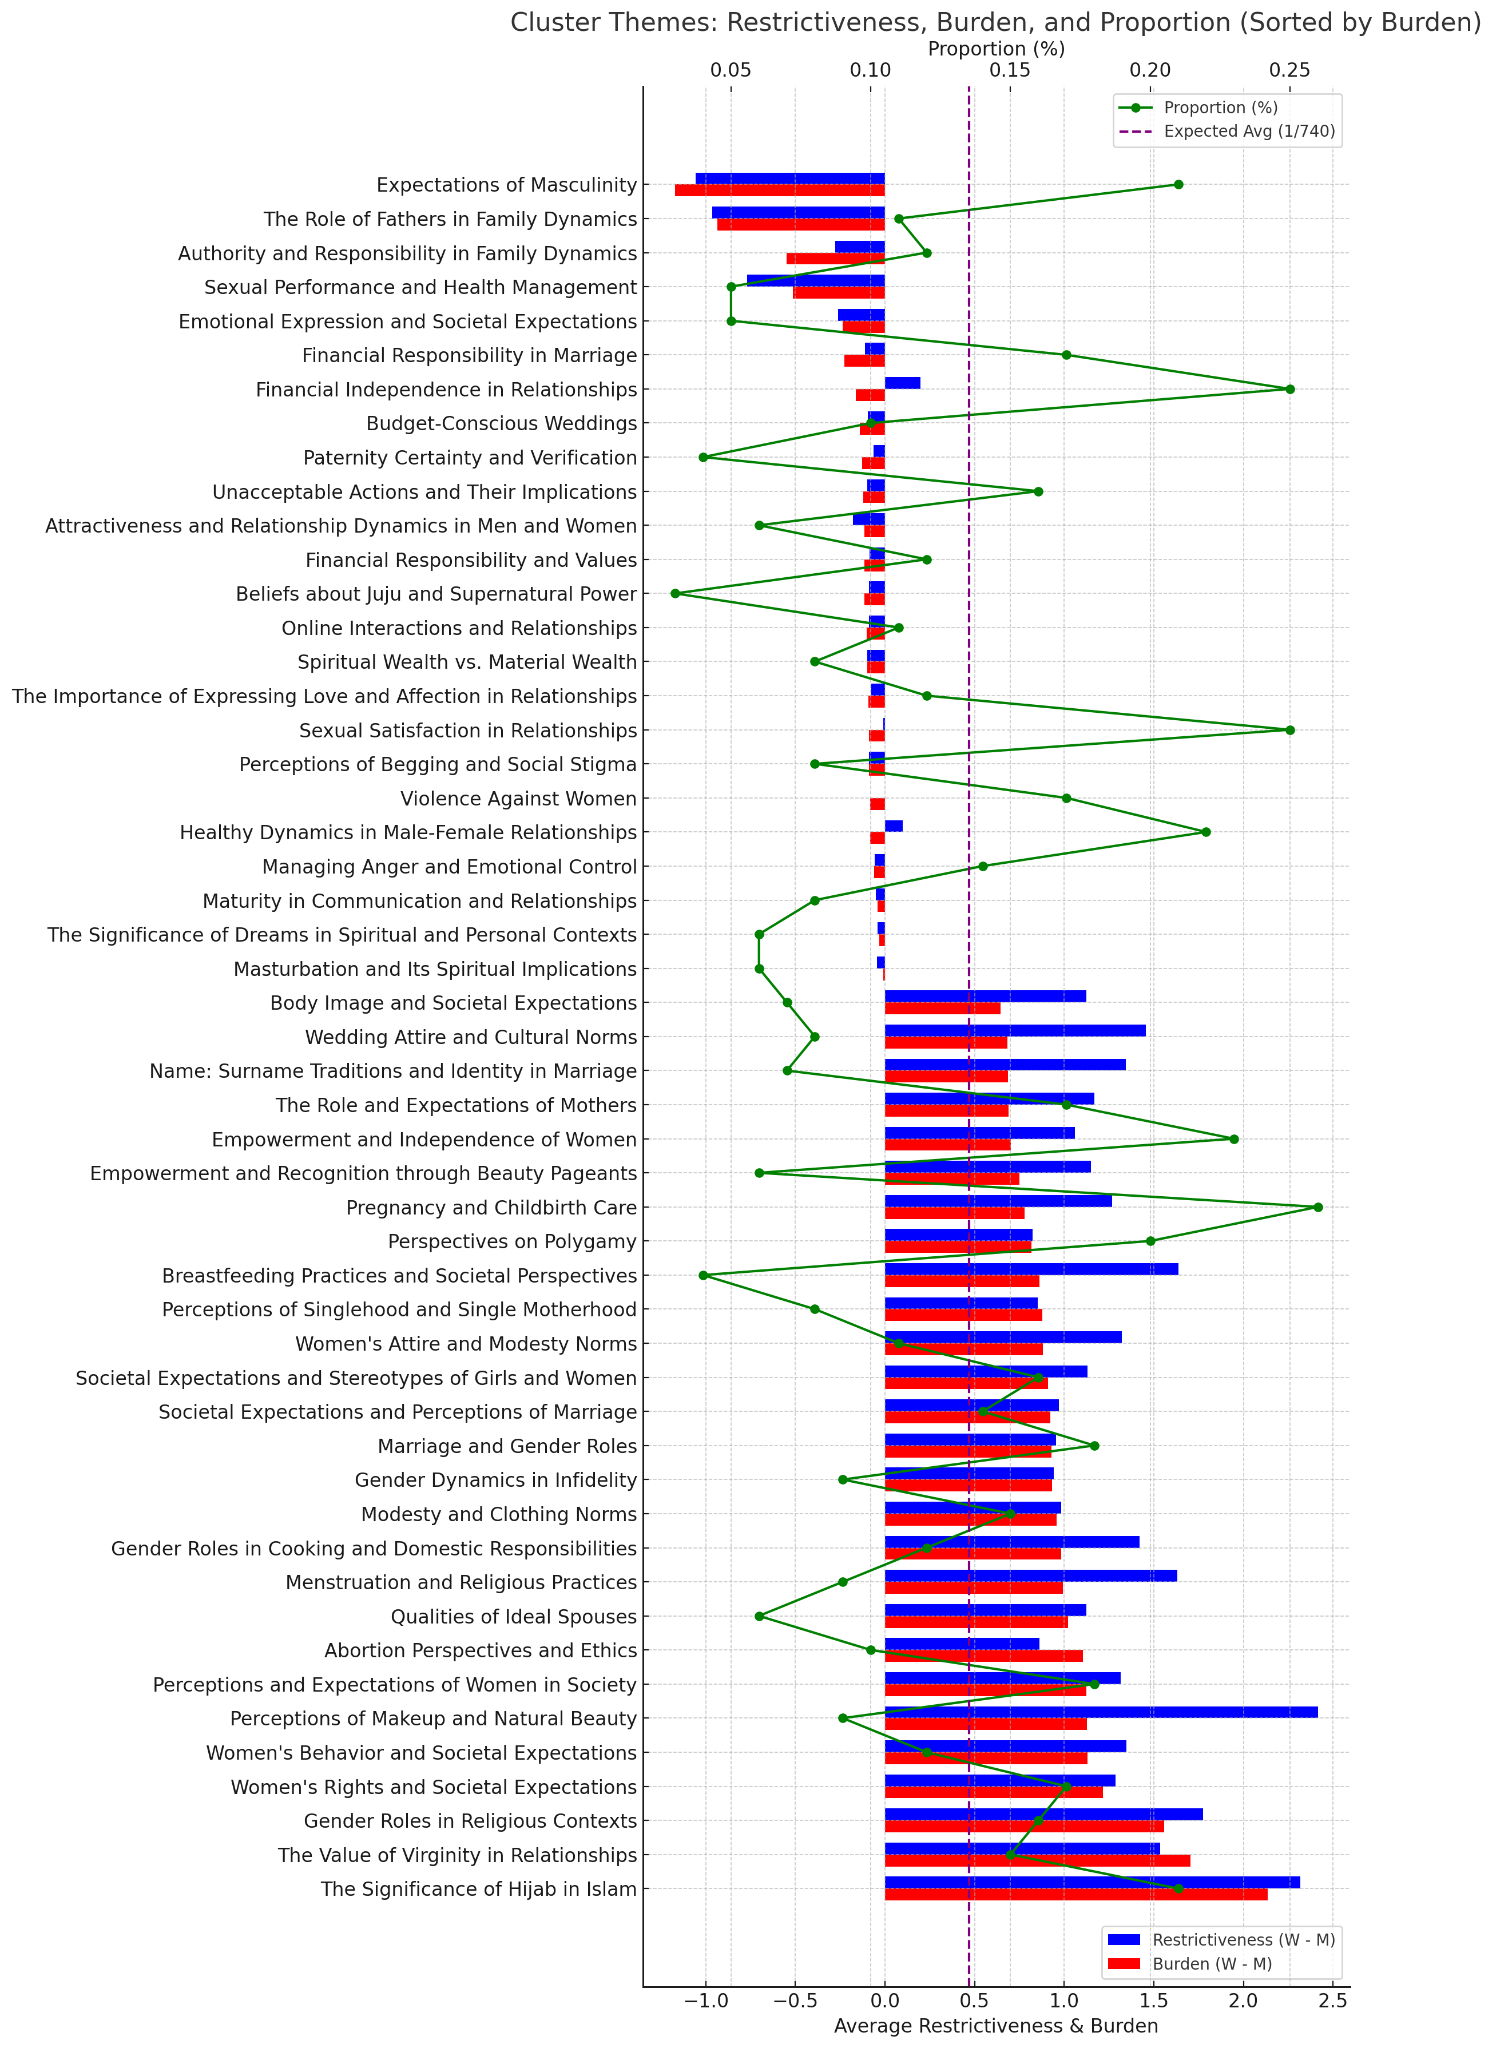 Cluster Themes: Restrictiveness, Burden, and Proportion (Sorted by Burden)
Proportion (%)
0.05 0.10 0.15 0.20 0.25
Proportion (%)
Expected Avg (1/740)
Expectations of Masculinity
The Role of Fathers in Family Dynamics
Authority and Responsibility in Family Dynamics
Sexual Performance and Health Management
Emotional Expression and Societal Expectations
Financial Responsibility in Marriage
Financial Independence in Relationships
Budget-Conscious Weddings
Paternity Certainty and Verification
Unacceptable Actions and Their Implications
Attractiveness and Relationship Dynamics in Men and Women
Financial Responsibility and Values
Beliefs about Juju and Supernatural Power
Online Interactions and Relationships
Spiritual Wealth vs. Material Wealth
The Importance of Expressing Love and Affection in Relationships
Sexual Satisfaction in Relationships
Perceptions of Begging and Social Stigma
Violence Against Women
Healthy Dynamics in Male-Female Relationships
Managing Anger and Emotional Control
Maturity in Communication and Relationships
The Significance of Dreams in Spiritual and Personal Contexts
Masturbation and Its Spiritual Implications
Body Image and Societal Expectations
Wedding Attire and Cultural Norms
Name: Surname Traditions and Identity in Marriage
The Role and Expectations of Mothers
Empowerment and Independence of Women
Empowerment and Recognition through Beauty Pageants
Pregnancy and Childbirth Care
Perspectives on Polygamy
Breastfeeding Practices and Societal Perspectives
Perceptions of Singlehood and Single Motherhood
Women's Attire and Modesty Norms
Societal Expectations and Stereotypes of Girls and Women
Societal Expectations and Perceptions of Marriage
Marriage and Gender Roles
Gender Dynamics in Infidelity
Modesty and Clothing Norms
Gender Roles in Cooking and Domestic Responsibilities
Menstruation and Religious Practices
Qualities of Ideal Spouses
Abortion Perspectives and Ethics
Perceptions and Expectations of Women in Society
Perceptions of Makeup and Natural Beauty
Women's Behavior and Societal Expectations
Women's Rights and Societal Expectations
Gender Roles in Religious Contexts
The Value of Virginity in Relationships
The Significance of Hijab in Islam
Restrictiveness (W - M)
Burden (W - M)
−1.0 −0.5 0.0 0.5 1.0 1.5 2.0 2.5
Average Restrictiveness & Burden